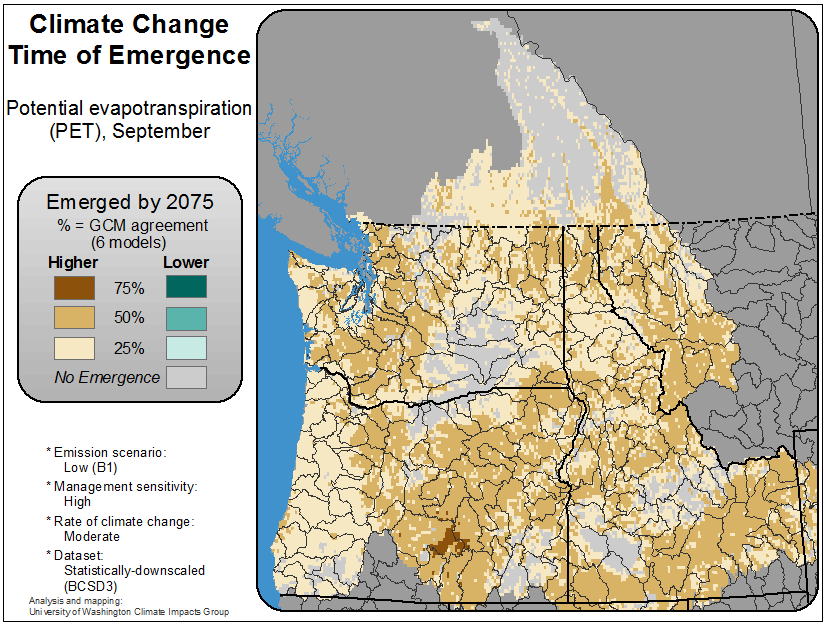 Climate Change
Time of Emergence
Potential evapotranspiration
(PET), September
Emerged by 2075
% = GCM agreement
(6 models)
Higher Lower
75%
50%
25%
No Emergence
* Emission scenario:
Low (B1)
* Management sensitivity:
High
* Rate of climate change:
Moderate
* Dataset:
Statistically-downscaled
(BCSD3)
Analysis and mapping:
University of Washington Climate Impacts Group